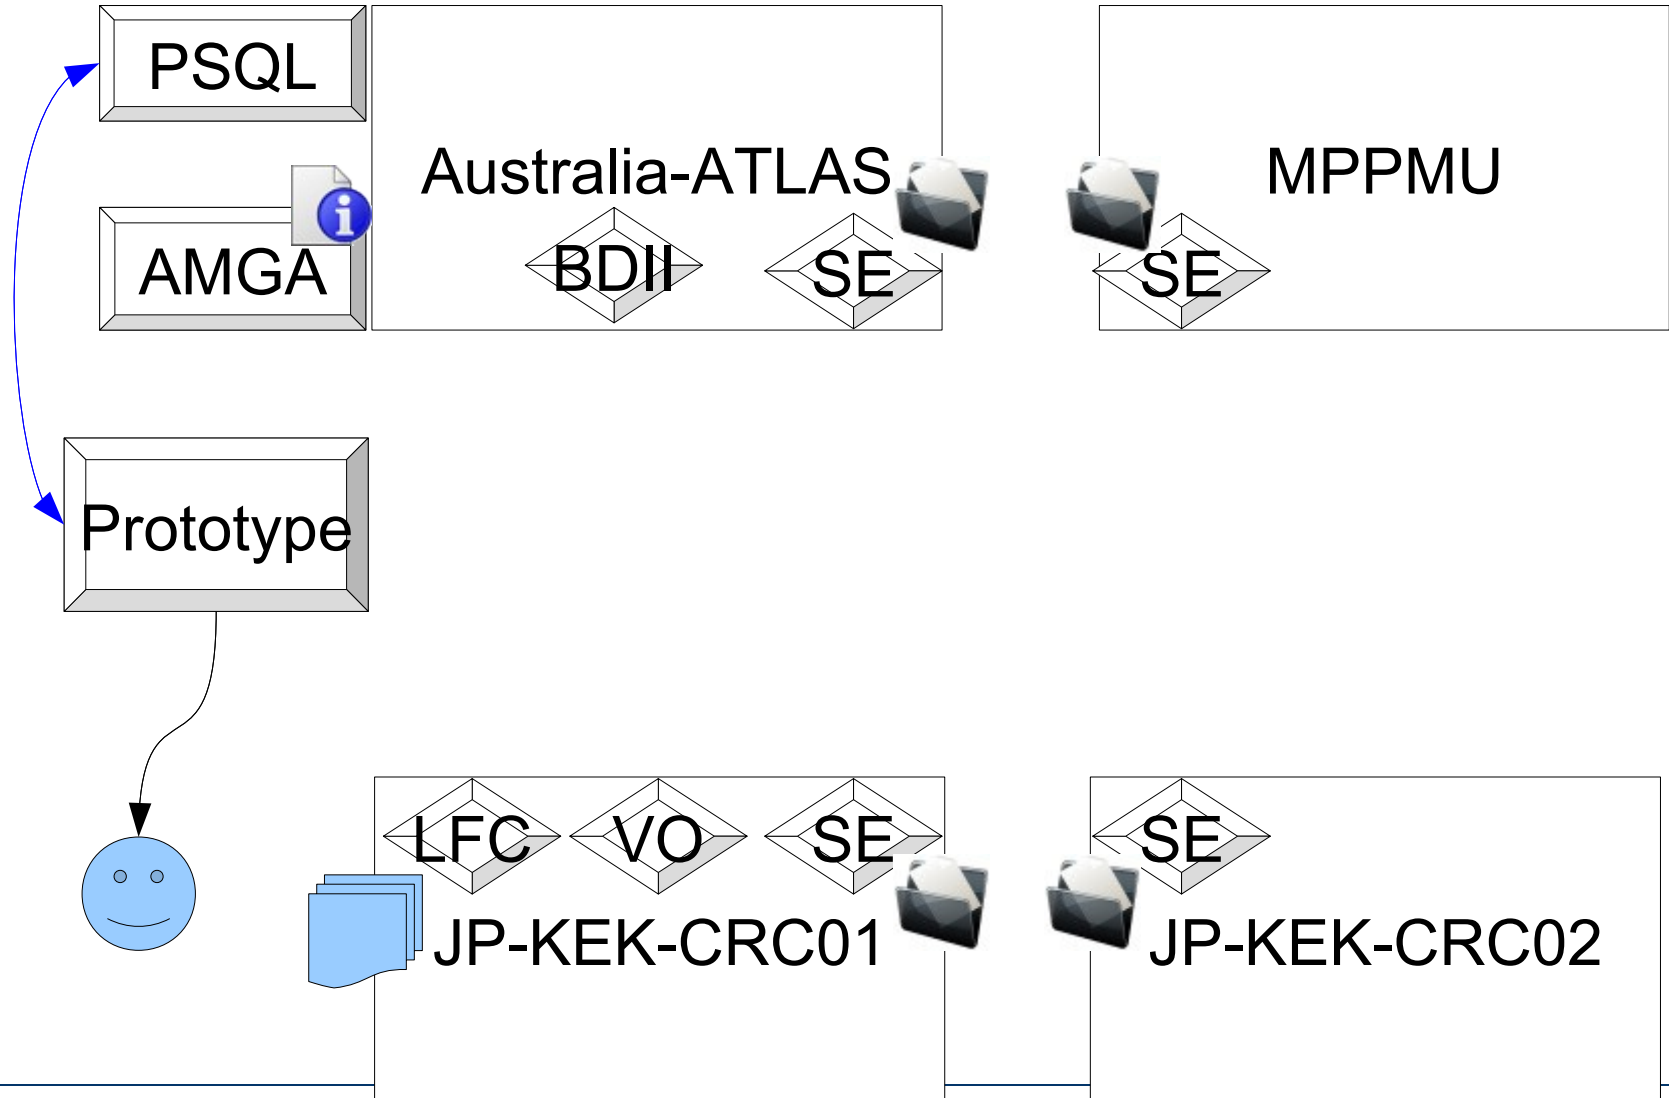 PSQL
Australia-ATLAS
MPPMU
AMGA
BDII
SE
SE
Prototype
LFC
VO
SE
SE
JP-KEK-CRC01
JP-KEK-CRC02